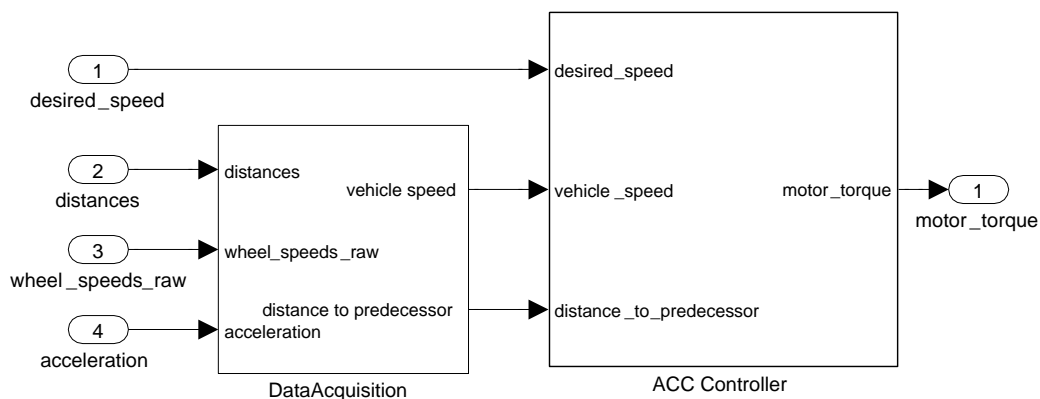 1
desired_speed
desired_speed
2
distances
distances
vehicle speed
vehicle_speed
motor_torque
1
motor_torque
3
wheel_speeds_raw
wheel_speeds_raw
distance to predecessor
distance_to_predecessor
4
acceleration
acceleration
DataAcquisition
ACC Controller